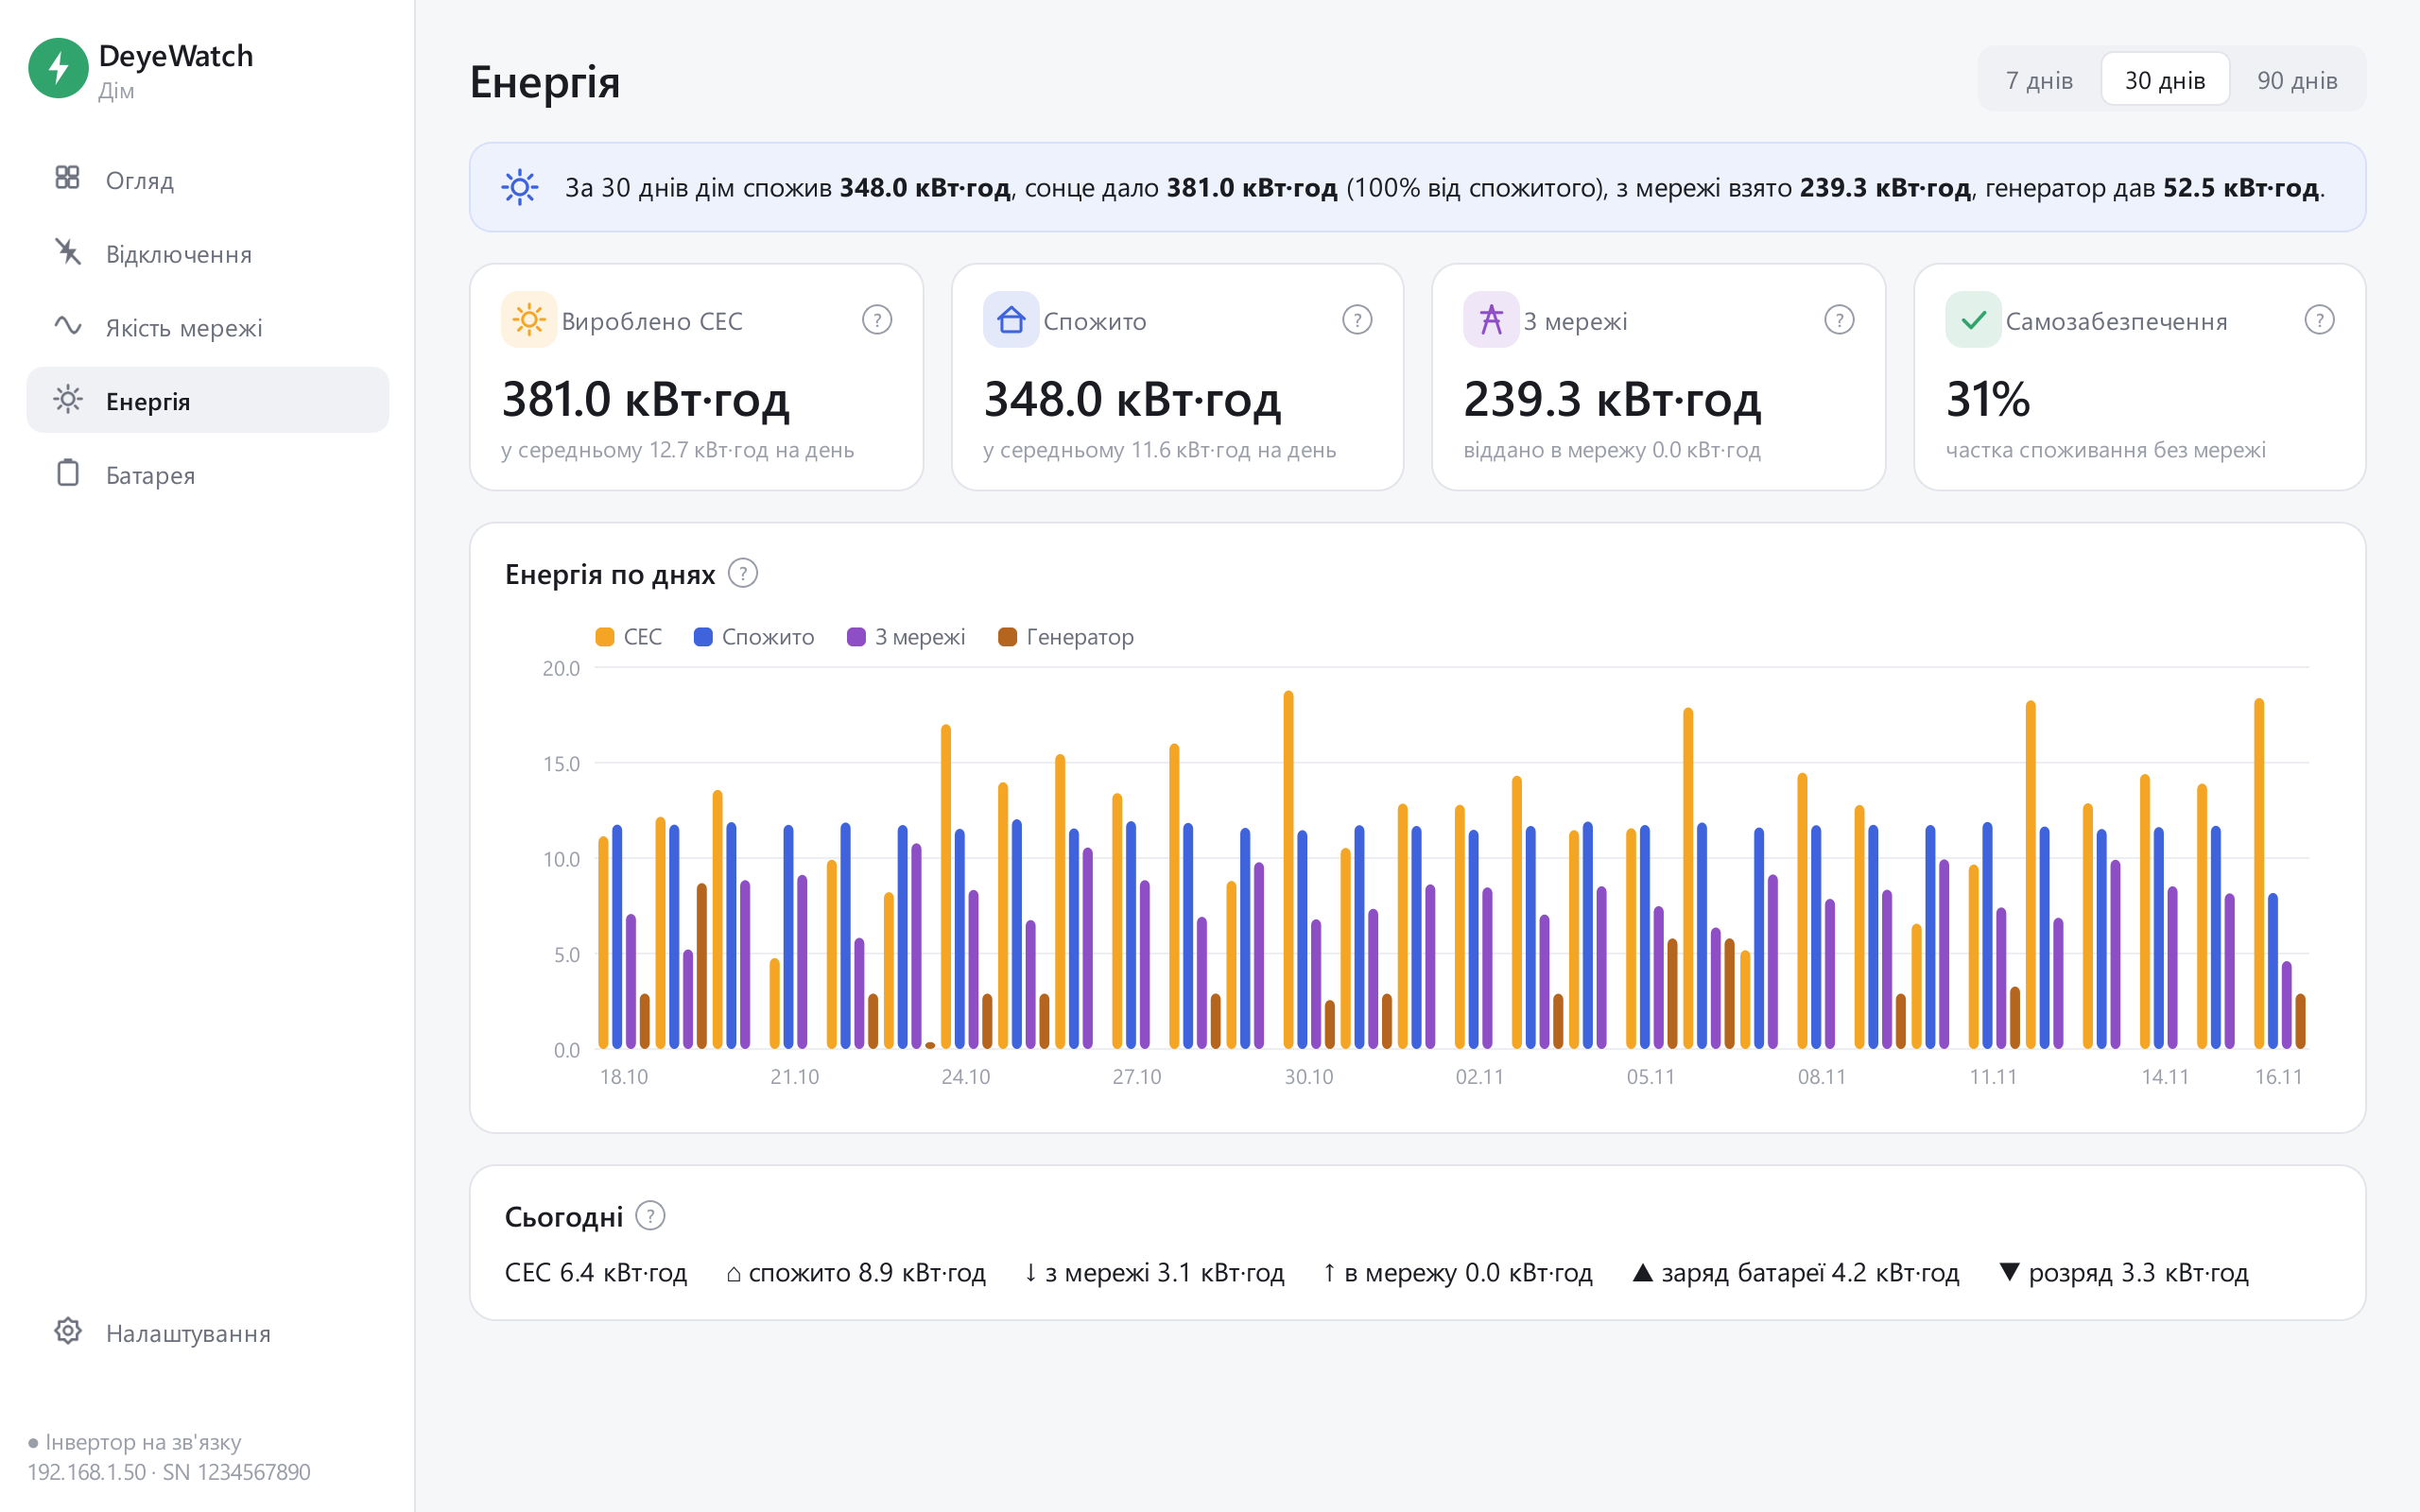 DeyeWatch
Дім
Огляд
Відключення
Якість мережі
Енергія
Батарея
Налаштування
● Інвертор на зв'язку
192.168.1.50 · SN 1234567890
Енергія
7 днів 30 днів 90 днів
За 30 днів дім спожив 348.0 кВт·год, сонце дало 381.0 кВт·год (100% від спожитого), з мережі взято 239.3 кВт·год, генератор дав 52.5 кВт·год.
Вироблено СЕС ?
381.0 кВт·год
у середньому 12.7 кВт·год на день
Спожито ?
348.0 кВт·год
у середньому 11.6 кВт·год на день
З мережі ?
239.3 кВт·год
віддано в мережу 0.0 кВт·год
Самозабезпечення ?
31%
частка споживання без мережі
Енергія по днях ?
СЕС Спожито З мережі Генератор
20.0
15.0
10.0
5.0
0.0
18.10 21.10 24.10 27.10 30.10 02.11 05.11 08.11 11.11 14.11 16.11
Сьогодні ?
СЕС 6.4 кВт·год ⌂ спожито 8.9 кВт·год ↓ з мережі 3.1 кВт·год ↑ в мережу 0.0 кВт·год ▲ заряд батареї 4.2 кВт·год ▼ розряд 3.3 кВт·год